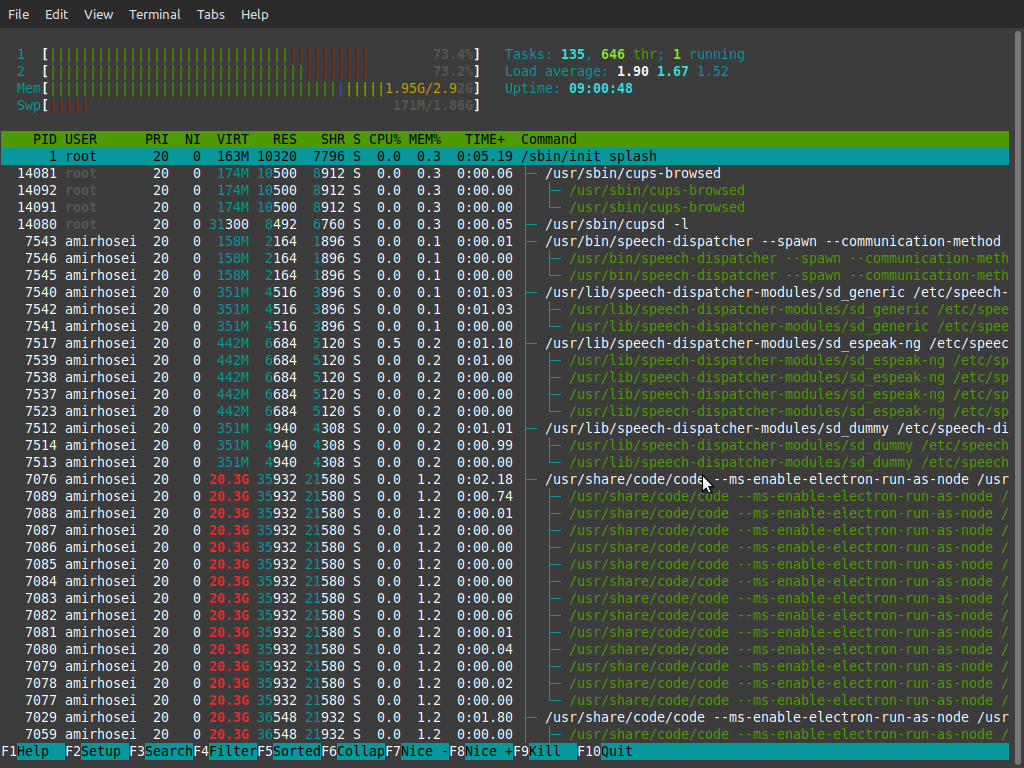 File Edit View Terminal Tabs Help
1 [|||||||||||||||||||||||||||||||||||||||| 73.4%] Tasks: 135, 646 thr; 1 running
2 [|||||||||||||||||||||||||||||||||||||||| 73.2%] Load average: 1.90 1.67 1.52
Mem[||||||||||||||||||||||||||||||||||||||||||1.95G/2.92G] Uptime: 09:00:48
Swp[||||| 171M/1.86G]
PID USER PRI NI VIRT RES SHR S CPU% MEM% TIME+ Command
1 root 20 0 163M 10320 7796 S 0.0 0.3 0:05.19 /sbin/init splash
14081 root 20 0 174M 10500 8912 S 0.0 0.3 0:00.06 ├─ /usr/sbin/cups-browsed
14092 root 20 0 174M 10500 8912 S 0.0 0.3 0:00.00 │ ├─ /usr/sbin/cups-browsed
14091 root 20 0 174M 10500 8912 S 0.0 0.3 0:00.00 │ └─ /usr/sbin/cups-browsed
14080 root 20 0 31300 8492 6760 S 0.0 0.3 0:00.05 ├─ /usr/sbin/cupsd -l
7543 amirhosei 20 0 158M 2164 1896 S 0.0 0.1 0:00.01 ├─ /usr/bin/speech-dispatcher --spawn --communication-method
7546 amirhosei 20 0 158M 2164 1896 S 0.0 0.1 0:00.00 │ ├─ /usr/bin/speech-dispatcher --spawn --communication-meth
7545 amirhosei 20 0 158M 2164 1896 S 0.0 0.1 0:00.00 │ └─ /usr/bin/speech-dispatcher --spawn --communication-meth
7540 amirhosei 20 0 351M 4516 3896 S 0.0 0.1 0:01.03 ├─ /usr/lib/speech-dispatcher-modules/sd_generic /etc/speech-
7542 amirhosei 20 0 351M 4516 3896 S 0.0 0.1 0:01.03 │ ├─ /usr/lib/speech-dispatcher-modules/sd_generic /etc/spee
7541 amirhosei 20 0 351M 4516 3896 S 0.0 0.1 0:00.00 │ └─ /usr/lib/speech-dispatcher-modules/sd_generic /etc/spee
7517 amirhosei 20 0 442M 6684 5120 S 0.5 0.2 0:01.10 ├─ /usr/lib/speech-dispatcher-modules/sd_espeak-ng /etc/speec
7539 amirhosei 20 0 442M 6684 5120 S 0.0 0.2 0:01.00 │ ├─ /usr/lib/speech-dispatcher-modules/sd_espeak-ng /etc/sp
7538 amirhosei 20 0 442M 6684 5120 S 0.0 0.2 0:00.00 │ ├─ /usr/lib/speech-dispatcher-modules/sd_espeak-ng /etc/sp
7537 amirhosei 20 0 442M 6684 5120 S 0.0 0.2 0:00.00 │ ├─ /usr/lib/speech-dispatcher-modules/sd_espeak-ng /etc/sp
7523 amirhosei 20 0 442M 6684 5120 S 0.0 0.2 0:00.00 │ └─ /usr/lib/speech-dispatcher-modules/sd_espeak-ng /etc/sp
7512 amirhosei 20 0 351M 4940 4308 S 0.0 0.2 0:01.01 ├─ /usr/lib/speech-dispatcher-modules/sd_dummy /etc/speech-di
7514 amirhosei 20 0 351M 4940 4308 S 0.0 0.2 0:00.99 │ ├─ /usr/lib/speech-dispatcher-modules/sd_dummy /etc/speech
7513 amirhosei 20 0 351M 4940 4308 S 0.0 0.2 0:00.00 │ └─ /usr/lib/speech-dispatcher-modules/sd_dummy /etc/speech
7076 amirhosei 20 0 20.3G 35932 21580 S 0.0 1.2 0:02.18 ├─ /usr/share/code/code --ms-enable-electron-run-as-node /usr
7089 amirhosei 20 0 20.3G 35932 21580 S 0.0 1.2 0:00.74 │ ├─ /usr/share/code/code --ms-enable-electron-run-as-node /
7088 amirhosei 20 0 20.3G 35932 21580 S 0.0 1.2 0:00.01 │ ├─ /usr/share/code/code --ms-enable-electron-run-as-node /
7087 amirhosei 20 0 20.3G 35932 21580 S 0.0 1.2 0:00.00 │ ├─ /usr/share/code/code --ms-enable-electron-run-as-node /
7086 amirhosei 20 0 20.3G 35932 21580 S 0.0 1.2 0:00.00 │ ├─ /usr/share/code/code --ms-enable-electron-run-as-node /
7085 amirhosei 20 0 20.3G 35932 21580 S 0.0 1.2 0:00.00 │ ├─ /usr/share/code/code --ms-enable-electron-run-as-node /
7084 amirhosei 20 0 20.3G 35932 21580 S 0.0 1.2 0:00.00 │ ├─ /usr/share/code/code --ms-enable-electron-run-as-node /
7083 amirhosei 20 0 20.3G 35932 21580 S 0.0 1.2 0:00.00 │ ├─ /usr/share/code/code --ms-enable-electron-run-as-node /
7082 amirhosei 20 0 20.3G 35932 21580 S 0.0 1.2 0:00.06 │ ├─ /usr/share/code/code --ms-enable-electron-run-as-node /
7081 amirhosei 20 0 20.3G 35932 21580 S 0.0 1.2 0:00.01 │ ├─ /usr/share/code/code --ms-enable-electron-run-as-node /
7080 amirhosei 20 0 20.3G 35932 21580 S 0.0 1.2 0:00.04 │ ├─ /usr/share/code/code --ms-enable-electron-run-as-node /
7079 amirhosei 20 0 20.3G 35932 21580 S 0.0 1.2 0:00.00 │ ├─ /usr/share/code/code --ms-enable-electron-run-as-node /
7078 amirhosei 20 0 20.3G 35932 21580 S 0.0 1.2 0:00.02 │ ├─ /usr/share/code/code --ms-enable-electron-run-as-node /
7077 amirhosei 20 0 20.3G 35932 21580 S 0.0 1.2 0:00.00 │ └─ /usr/share/code/code --ms-enable-electron-run-as-node /
7029 amirhosei 20 0 20.3G 36548 21932 S 0.0 1.2 0:01.80 ├─ /usr/share/code/code --ms-enable-electron-run-as-node /usr
7059 amirhosei 20 0 20.3G 36548 21932 S 0.0 1.2 0:00.00 │ ├─ /usr/share/code/code --ms-enable-electron-run-as-node /
F1Help F2Setup F3SearchF4FilterF5SortedF6CollapF7Nice -F8Nice +F9Kill F10Quit